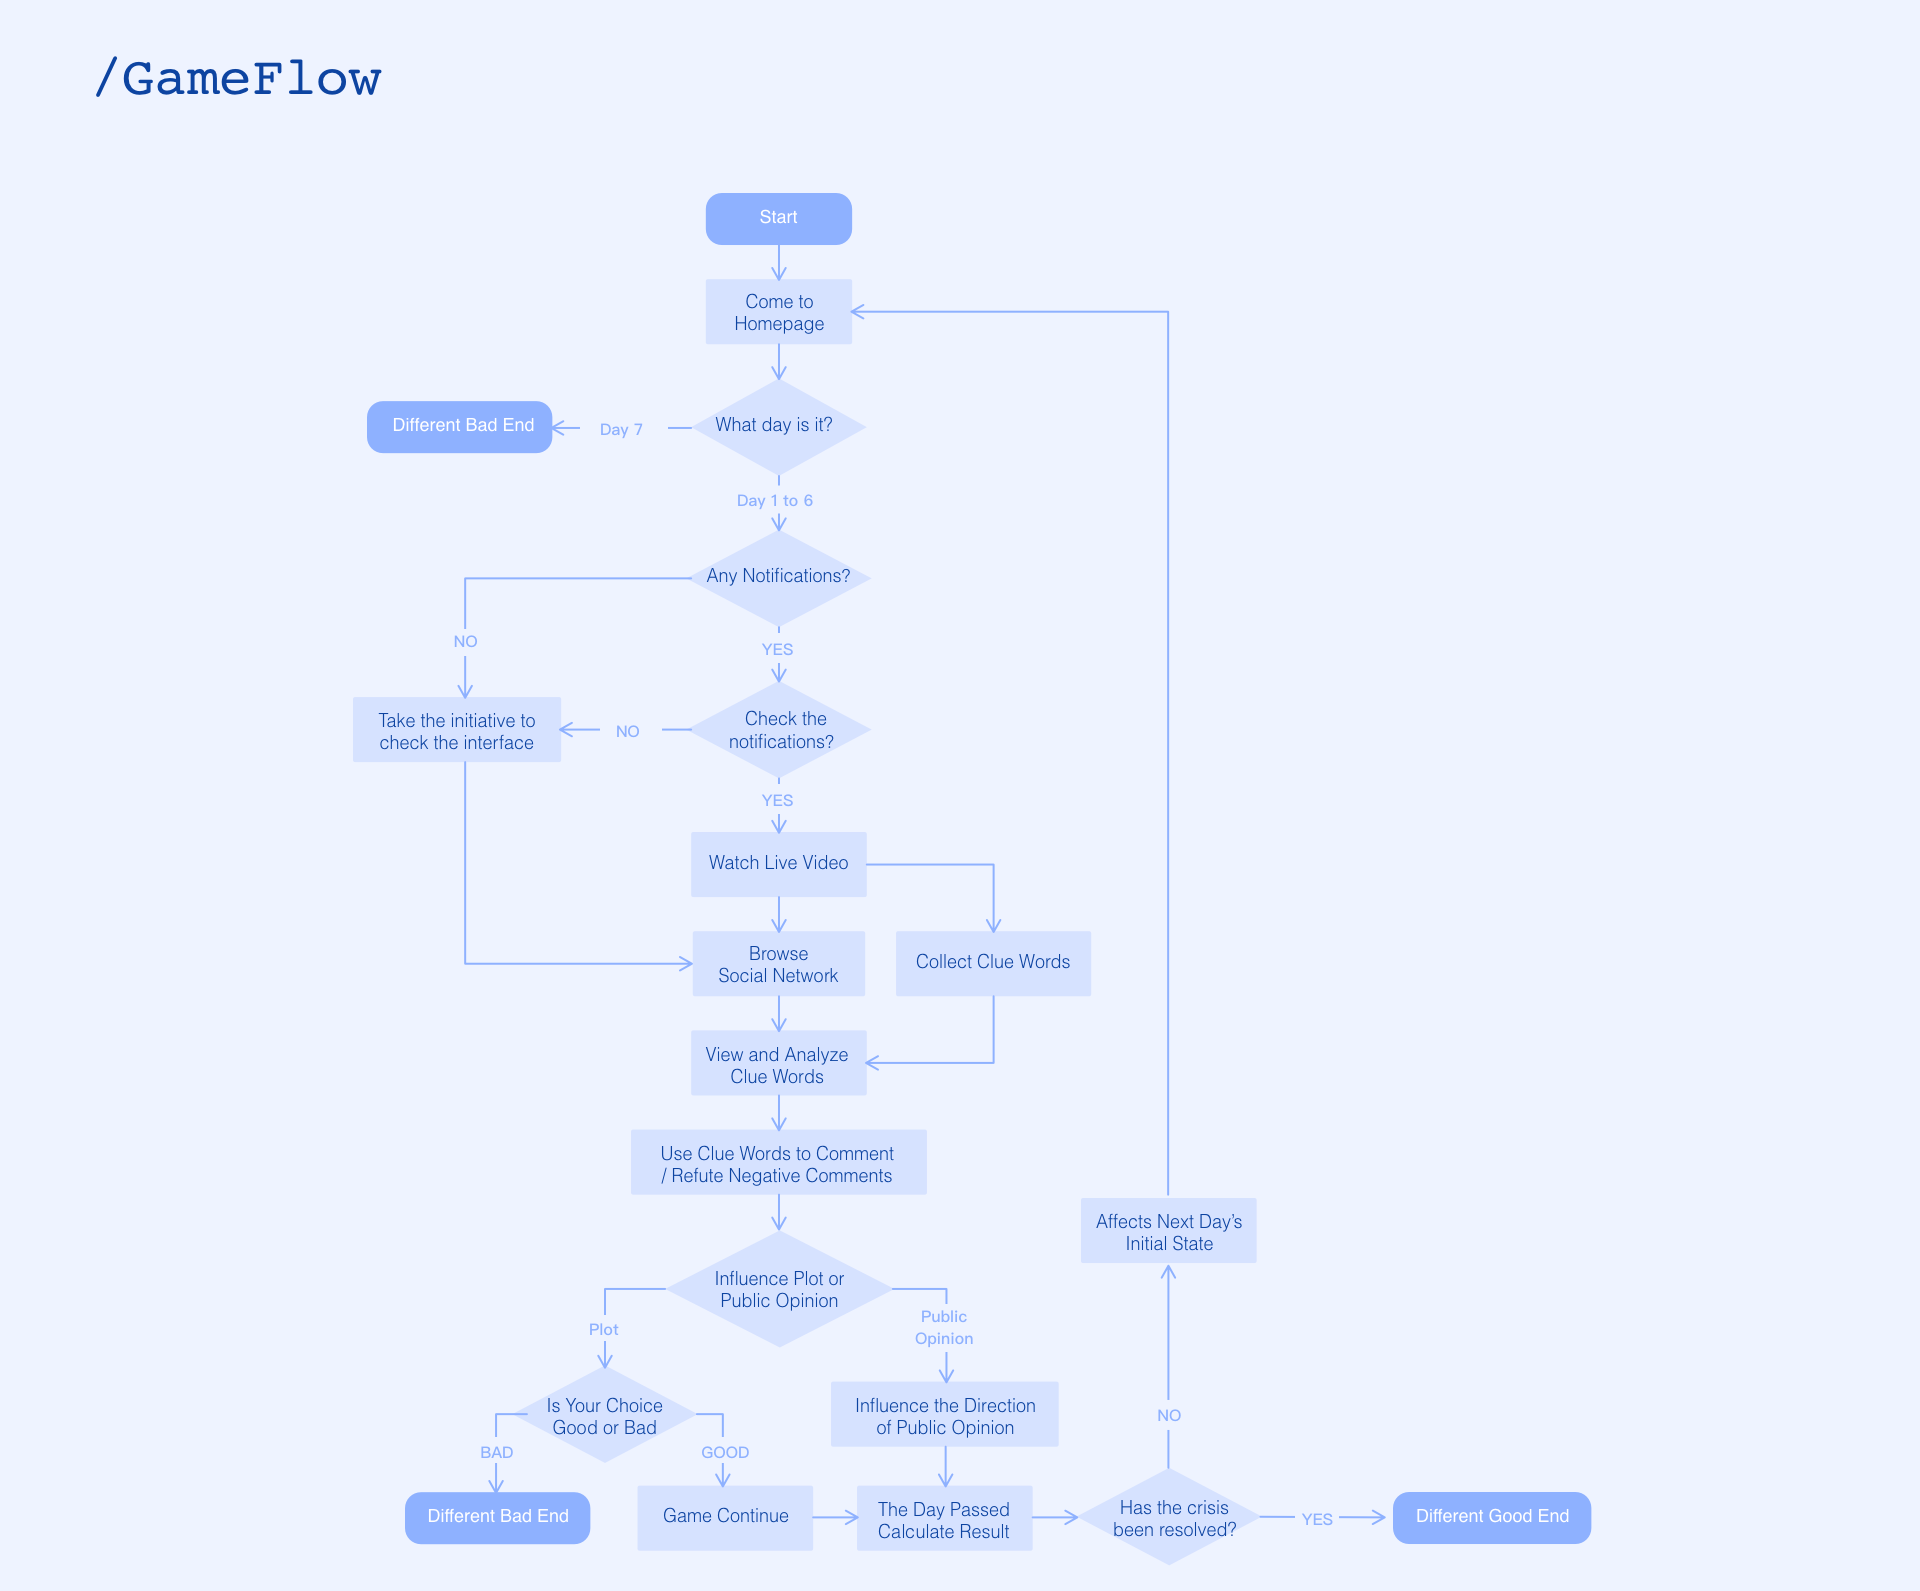 /GameFlow
Start
Come to
Homepage
Different Bad End
Day 7
What day is it?
Day 1 to 6
Any Notifications?
NO
YES
Take the initiative to
check the interface
NO
Check the
notifications?
YES
Watch Live Video
Browse
Social Network
Collect Clue Words
View and Analyze
Clue Words
Use Clue Words to Comment
/ Refute Negative Comments
Affects Next Day’s
Initial State
Influence Plot or
Public Opinion
Plot
Public
Opinion
Is Your Choice
Good or Bad
Influence the Direction
of Public Opinion
NO
BAD
GOOD
Different Bad End
Game Continue
The Day Passed
Calculate Result
Has the crisis
been resolved?
YES
Different Good End